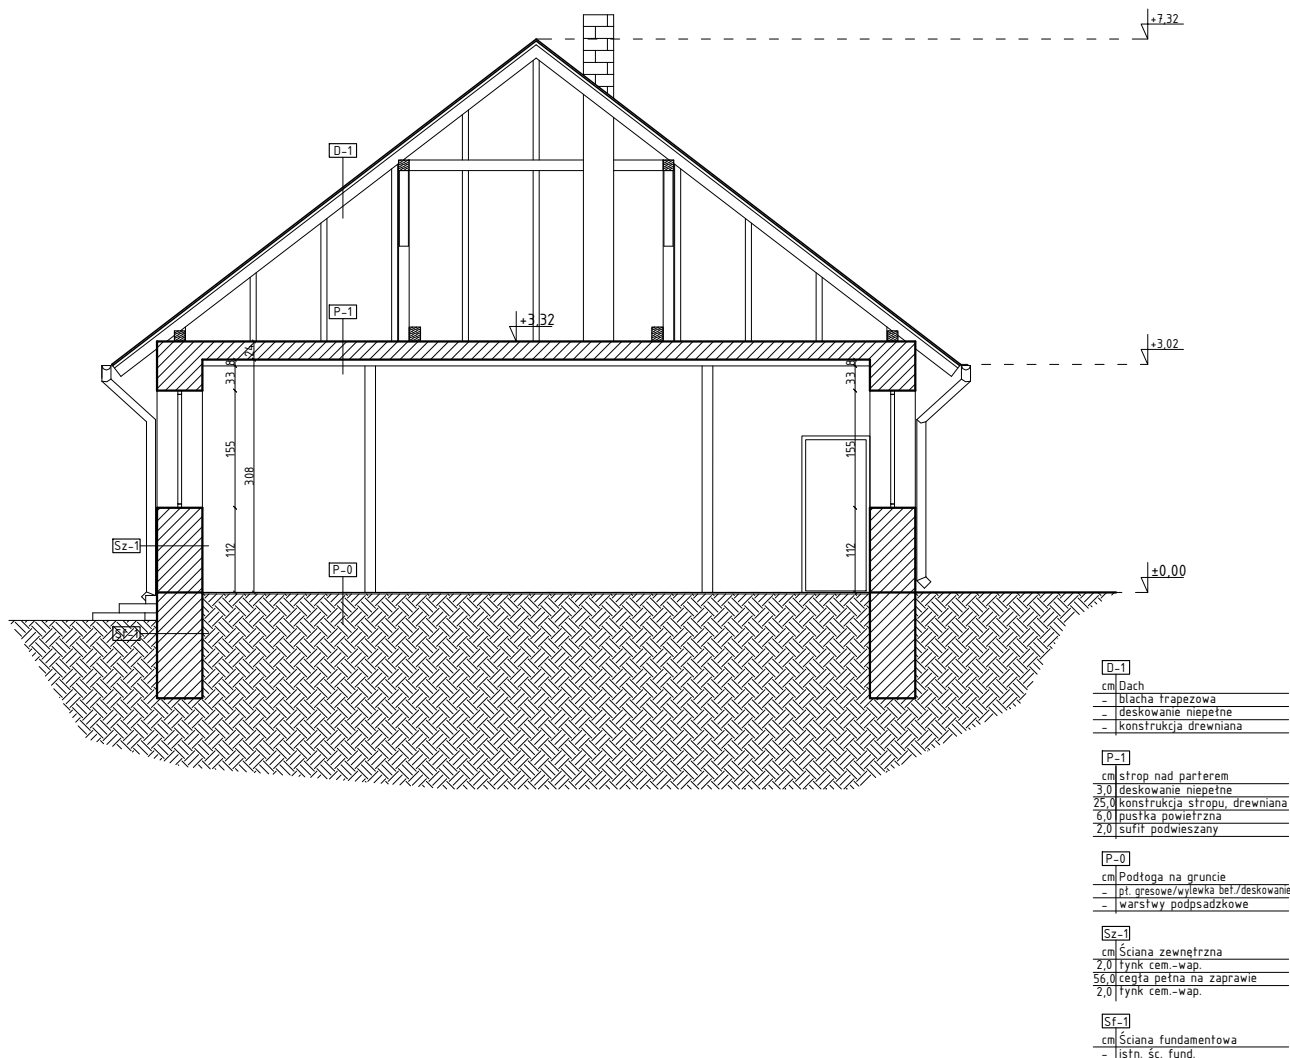 +7,32
D-1
P-1
+3,32
+3,02
24
8
33
8
33
155
308
155
Sz-1
112
112
P-0
±0,00
Sf-1
D-1
cm Dach
- blacha trapezowa
- deskowanie niepełne
- konstrukcja drewniana
P-1
cm strop nad parterem
3,0 deskowanie niepełne
25,0 konstrukcja stropu, drewniana
6,0 pustka powietrzna
2,0 sufit podwieszany
P-0
cm Podłoga na gruncie
- pł. gresowe/wylewka bet./deskowanie
- warstwy podpsadzkowe
Sz-1
cm Ściana zewnętrzna
2,0 tynk cem.-wap.
56,0 cegła pełna na zaprawie
2,0 tynk cem.-wap.
Sf-1
cm Ściana fundamentowa
- istn. śc. fund.